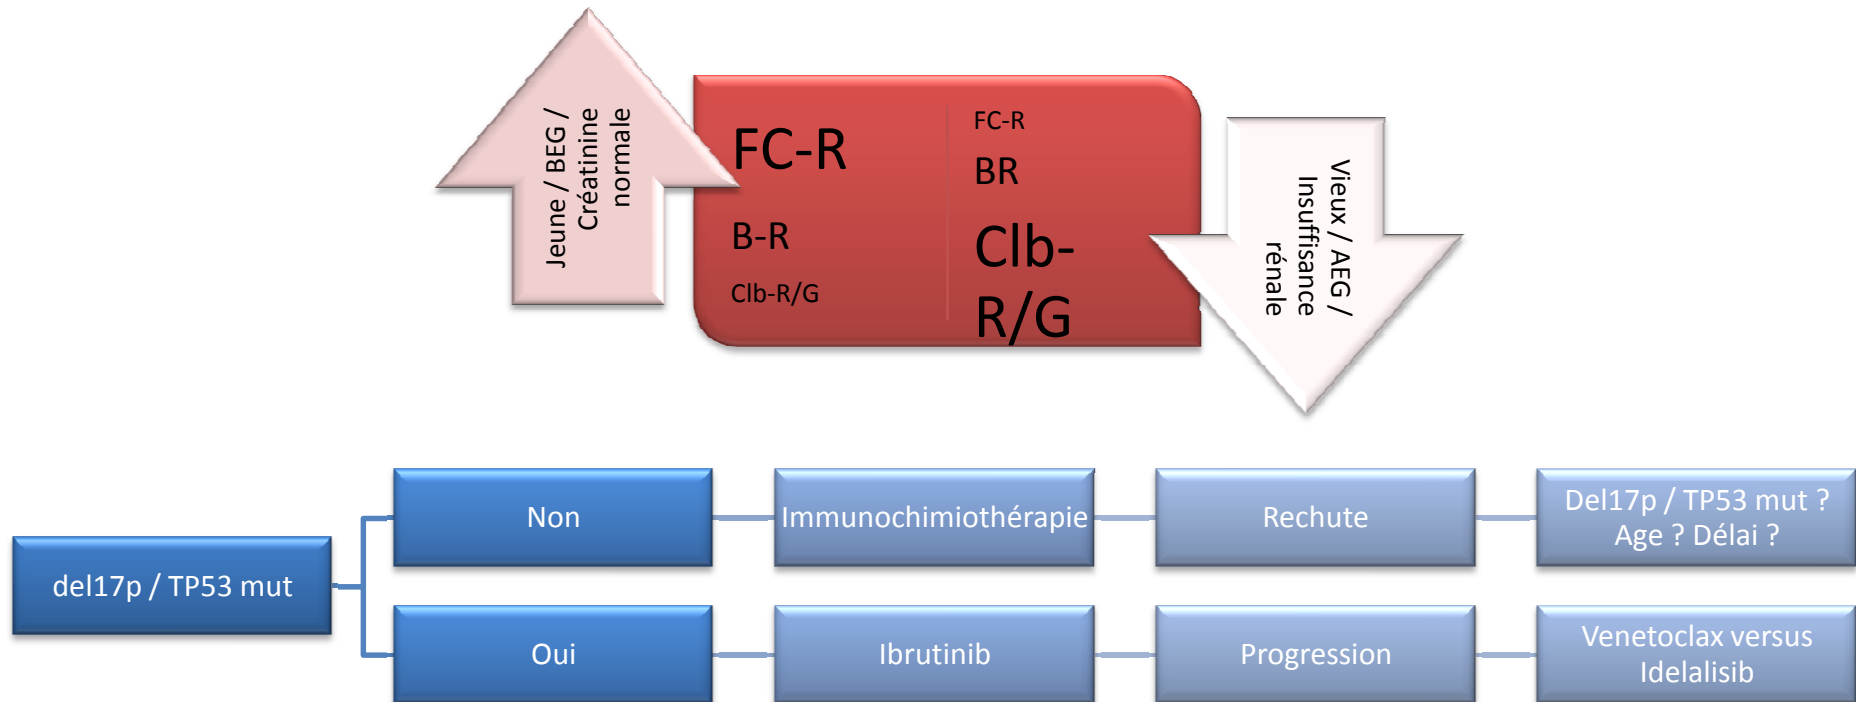 Jeune / BEG /
Créatinine
normale
FC-R
B-R
Clb-R/G
FC-R
BR
Clb-
R/G
Vieux / AEG /
Insuffisance
rénale
del17p / TP53 mut
Non
Immunochimiothérapie
Rechute
Del17p / TP53 mut ?
Age ? Délai ?
Oui
Ibrutinib
Progression
Venetoclax versus
Idelalisib